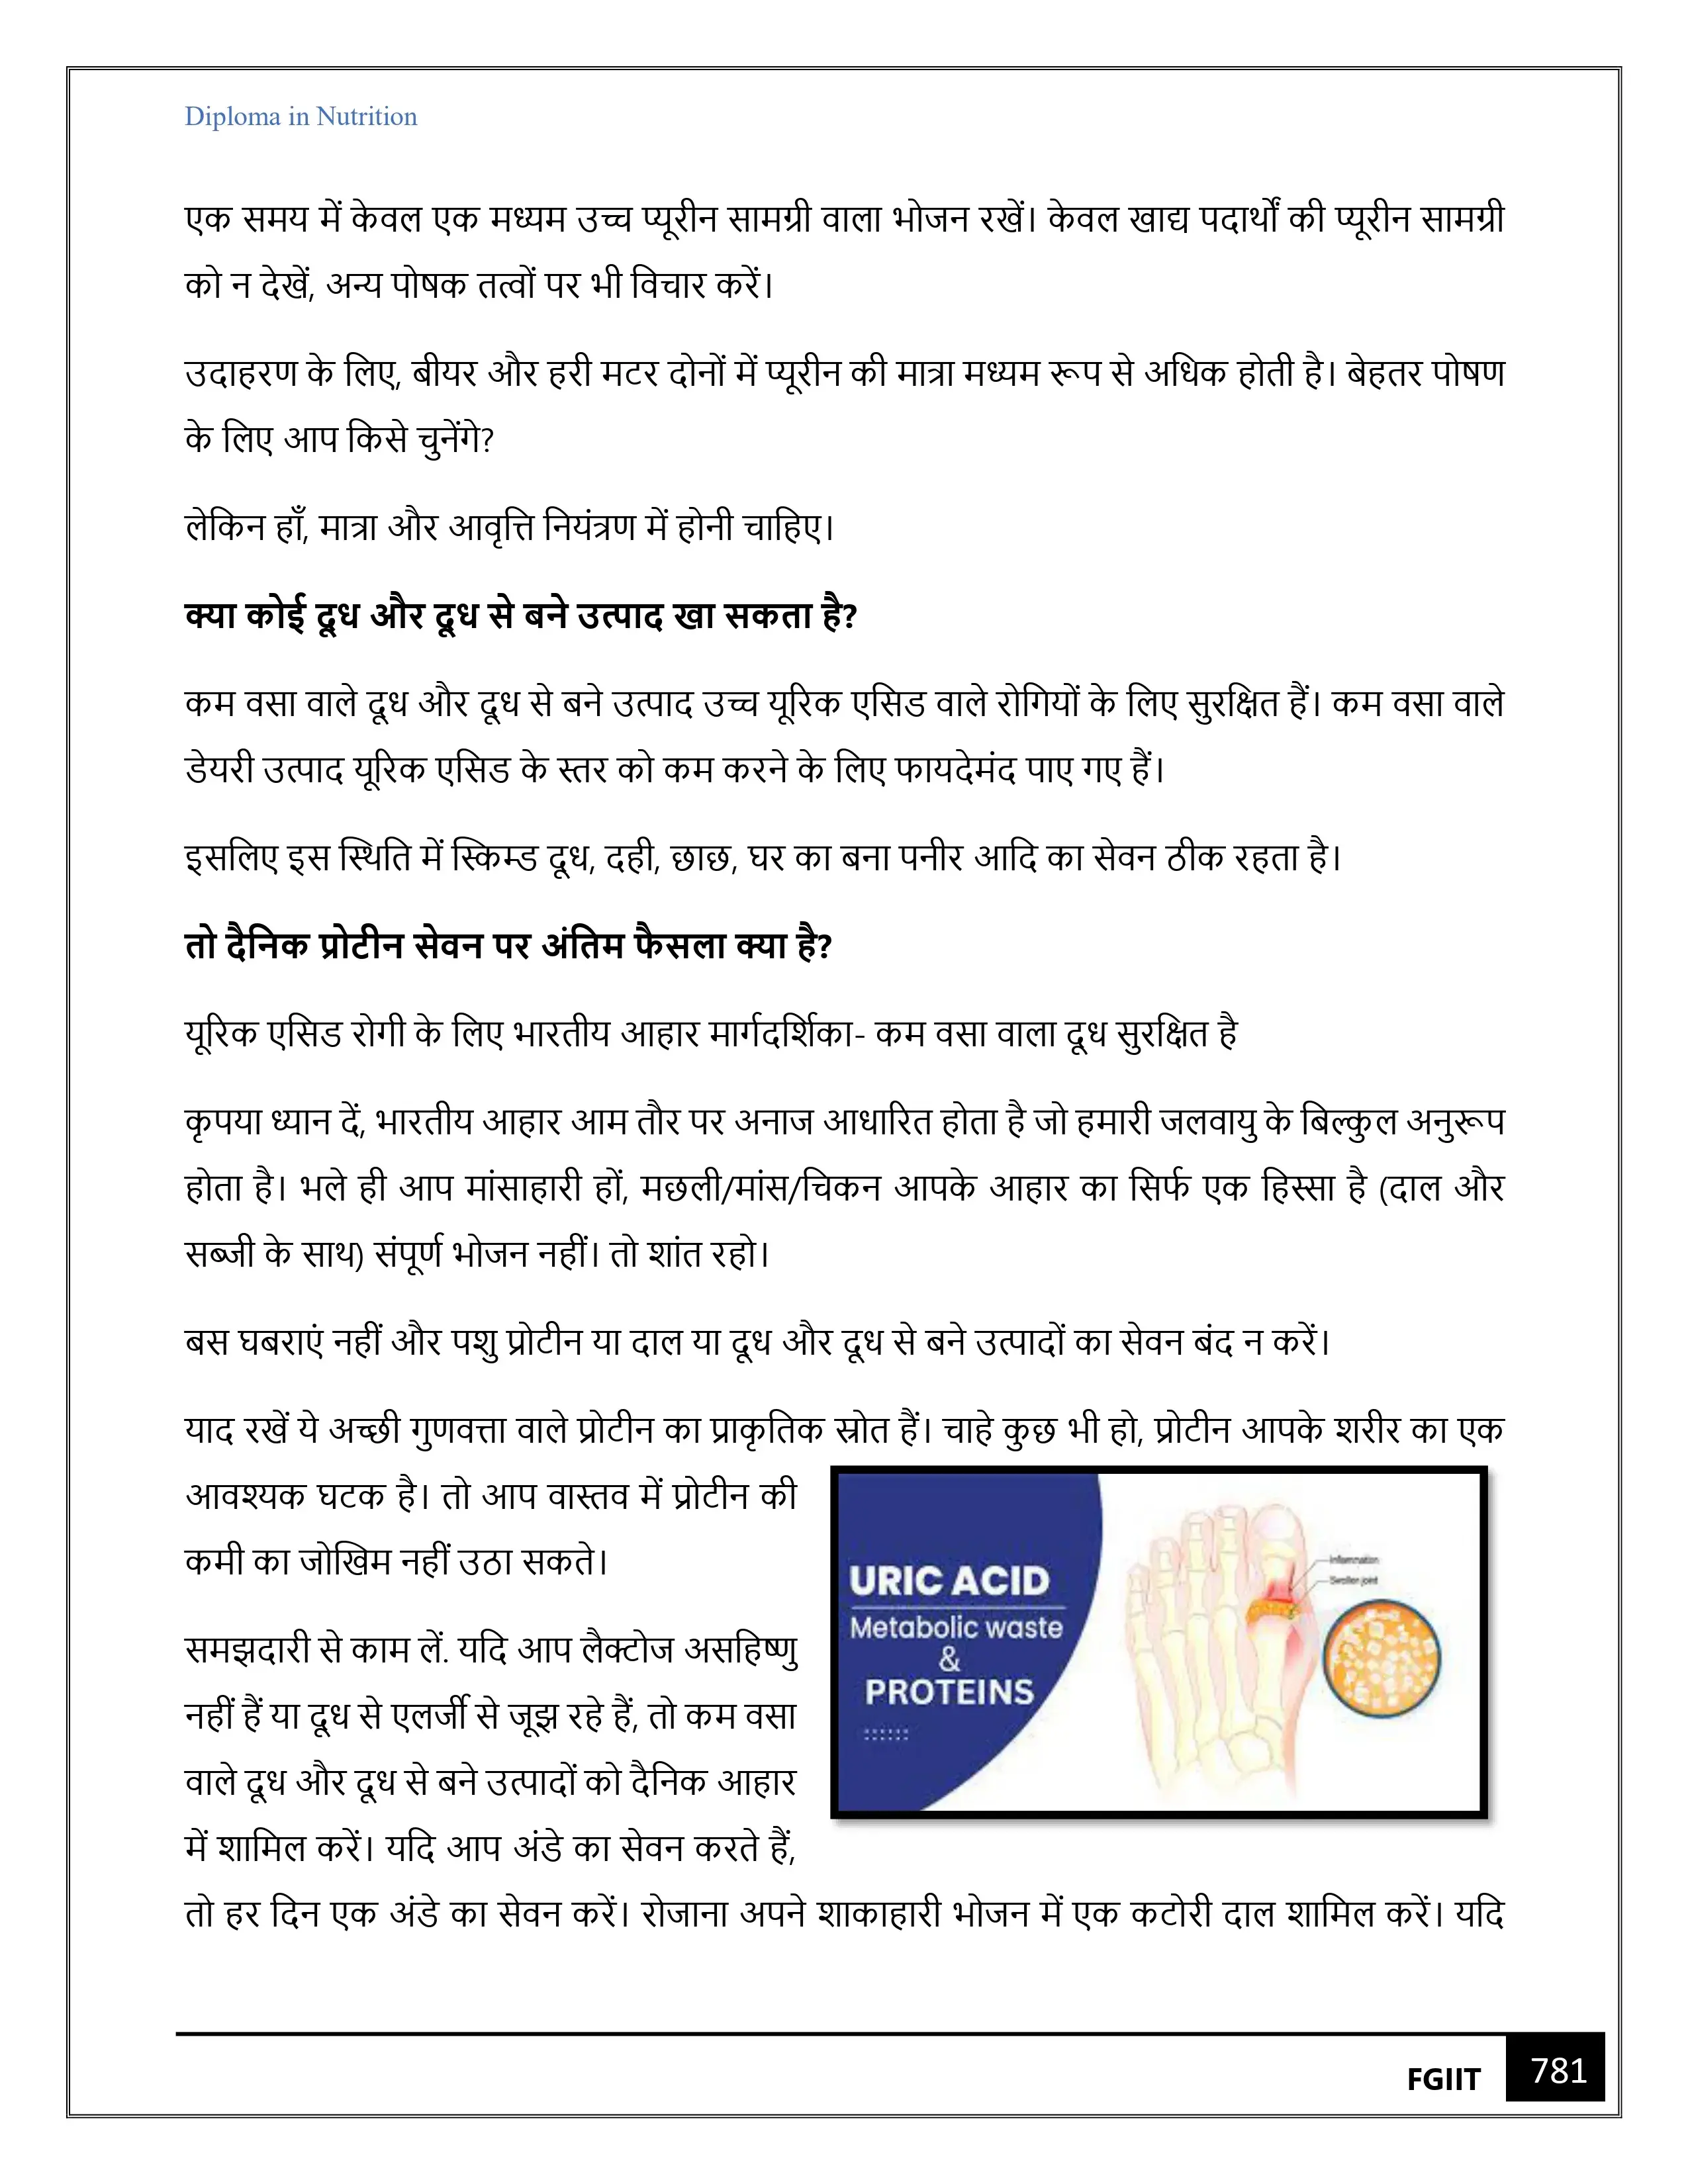 Diploma in Nutrition
एक समय में केवल एक मध्यम उच्च प्यूरीन सामग्री वाला भोजन रखें। केवल खाद्य पदार्थों की प्यूरीन सामग्री
को न देखें, अन्य पोषक तत्वों पर भी विचार करें।
उदाहरण के लिए, बीयर और हरी मटर दोनों में प्यूरीन की मात्रा मध्यम रूप से अधिक होती है। बेहतर पोषण
के लिए आप किसे चुनेंगे?
लेकिन हाँ, मात्रा और आवृत्ति नियंत्रण में होनी चाहिए।
क्या कोई दूध और दूध से बने उत्पाद खा सकता है?
कम वसा वाले दूध और दूध से बने उत्पाद उच्च यूरिक एसिड वाले रोगियों के लिए सुरक्षित हैं। कम वसा वाले
डेयरी उत्पाद यूरिक एसिड के स्तर को कम करने के लिए फायदेमंद पाए गए हैं।
इसलिए इस स्थिति में स्किम्ड दूध, दही, छाछ, घर का बना पनीर आदि का सेवन ठीक रहता है।
तो दैनिक प्रोटीन सेवन पर अंतिम फैसला क्या है?
यूरिक एसिड रोगी के लिए भारतीय आहार मार्गदर्शिका- कम वसा वाला दूध सुरक्षित है
कृपया ध्यान दें, भारतीय आहार आम तौर पर अनाज आधारित होता है जो हमारी जलवायु के बिल्कुल अनुरूप
होता है। भले ही आप मांसाहारी हों, मछली/मांस/चिकन आपके आहार का सिर्फ एक हिस्सा है (दाल और
सब्जी के साथ) संपूर्ण भोजन नहीं। तो शांत रहो।
बस घबराएं नहीं और पशु प्रोटीन या दाल या दूध और दूध से बने उत्पादों का सेवन बंद न करें।
याद रखें ये अच्छी गुणवत्ता वाले प्रोटीन का प्राकृतिक स्रोत हैं। चाहे कुछ भी हो, प्रोटीन आपके शरीर का एक
आवश्यक घटक है। तो आप वास्तव में प्रोटीन की
कमी का जोखिम नहीं उठा सकते।
समझदारी से काम लें. यदि आप लैक्टोज असहिष्णु
नहीं हैं या दूध से एलर्जी से जूझ रहे हैं, तो कम वसा
वाले दूध और दूध से बने उत्पादों को दैनिक आहार
में शामिल करें। यदि आप अंडे का सेवन करते हैं,
तो हर दिन एक अंडे का सेवन करें। रोजाना अपने शाकाहारी भोजन में एक कटोरी दाल शामिल करें। यदि
URIC ACID
Metabolic waste
&
PROTEINS
Inflammation
Swollen joint
FGIIT
781